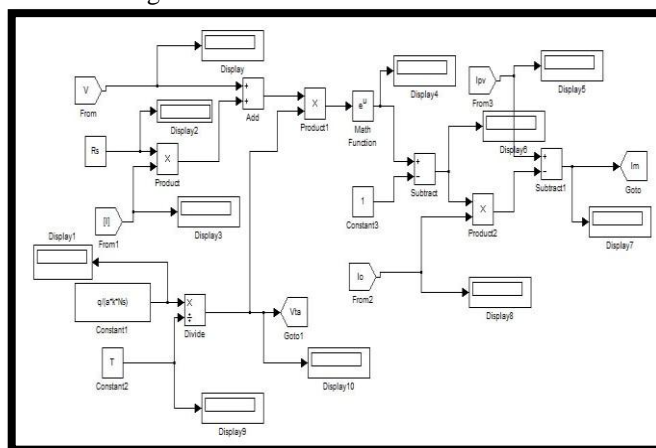 Display
V
From
+
+
Add
Display2
Rs
X
Product
X
Product1
e^u
Math
Function
Display4
Ipv
From3
Display5
[I]
From1
Display3
Display6
+
-
Subtract
1
Constant3
X
Product2
+
-
Subtract1
Im
Goto
Display7
Display1
q/(a*k*Ns)
Constant1
X
÷
Divide
Vta
Goto1
Io
From2
Display8
T
Constant2
Display10
Display9